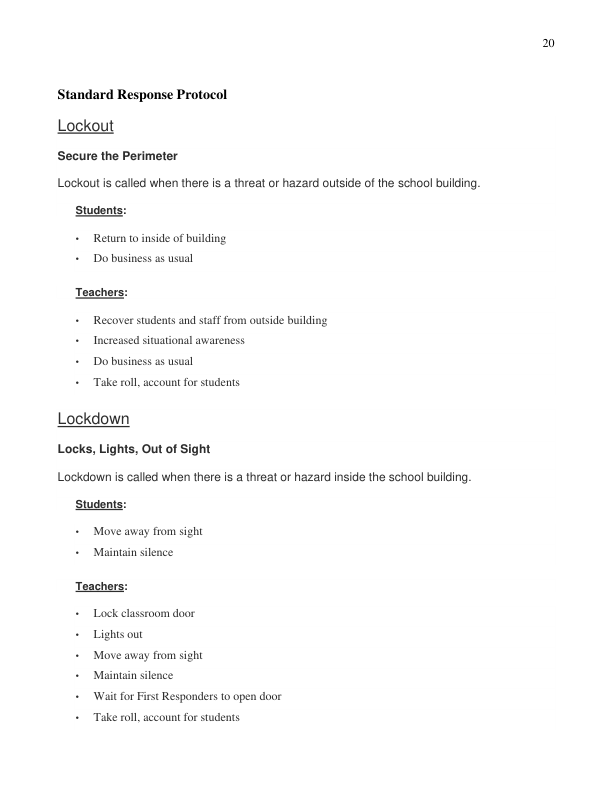 20
Standard Response Protocol
Lockout
Secure the Perimeter
Lockout is called when there is a threat or hazard outside of the school building.
Students:
• Return to inside of building
• Do business as usual
Teachers:
• Recover students and staff from outside building
• Increased situational awareness
• Do business as usual
• Take roll, account for students
Lockdown
Locks, Lights, Out of Sight
Lockdown is called when there is a threat or hazard inside the school building.
Students:
• Move away from sight
• Maintain silence
Teachers:
• Lock classroom door
• Lights out
• Move away from sight
• Maintain silence
• Wait for First Responders to open door
• Take roll, account for students